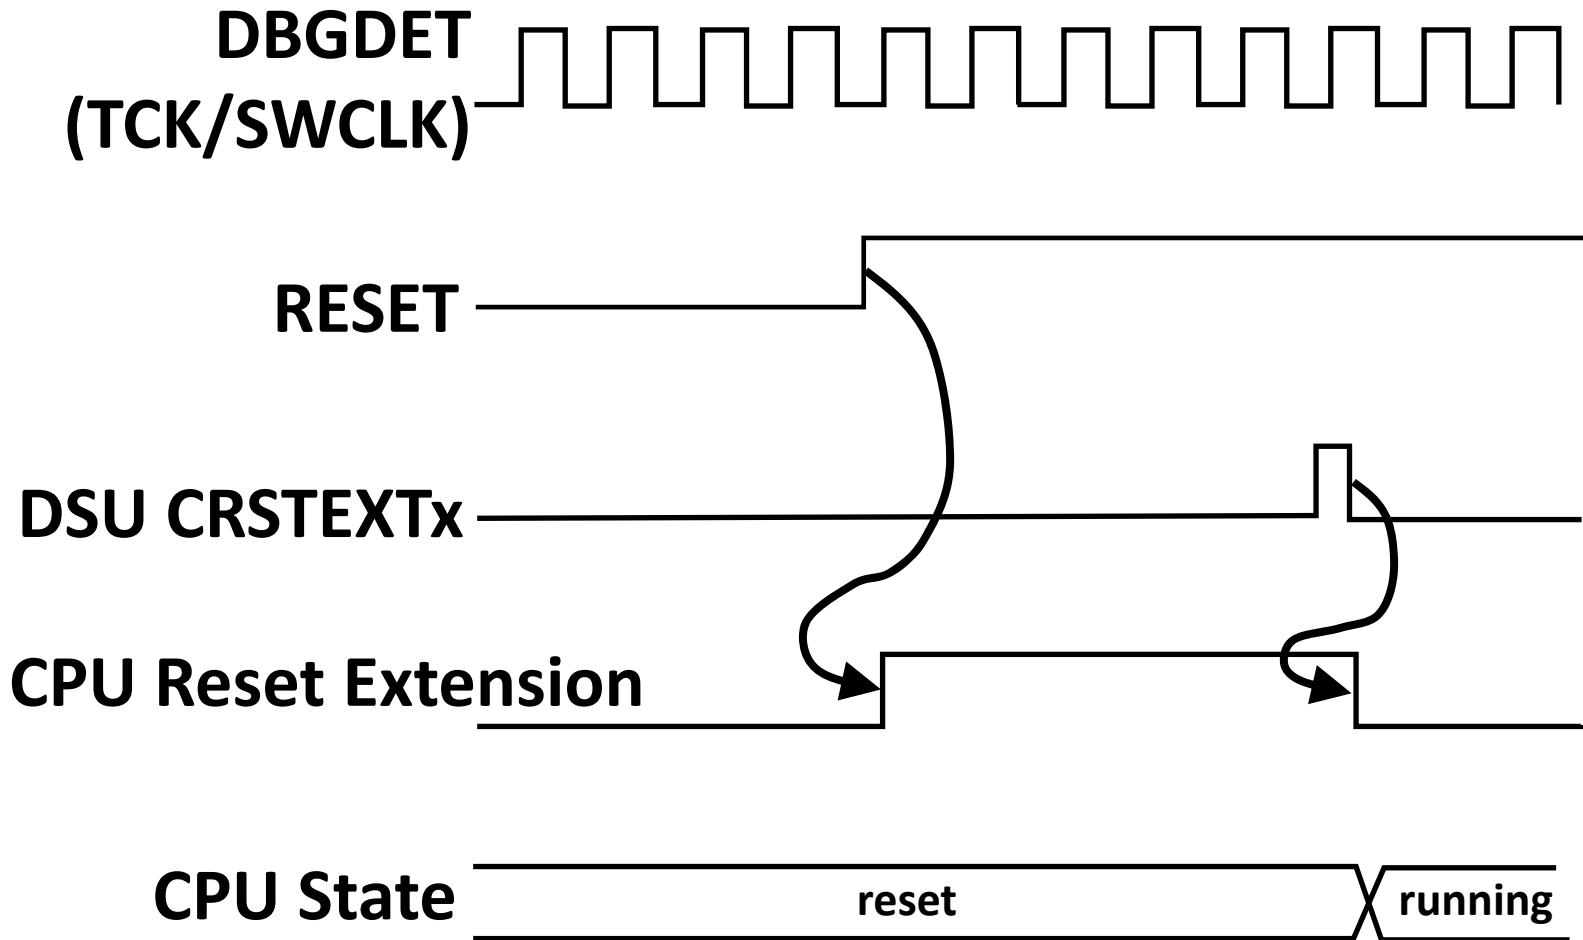 DBGDET
(TCK/SWCLK)
RESET
DSU CRSTEXTx
CPU Reset Extension
CPU State
reset
running